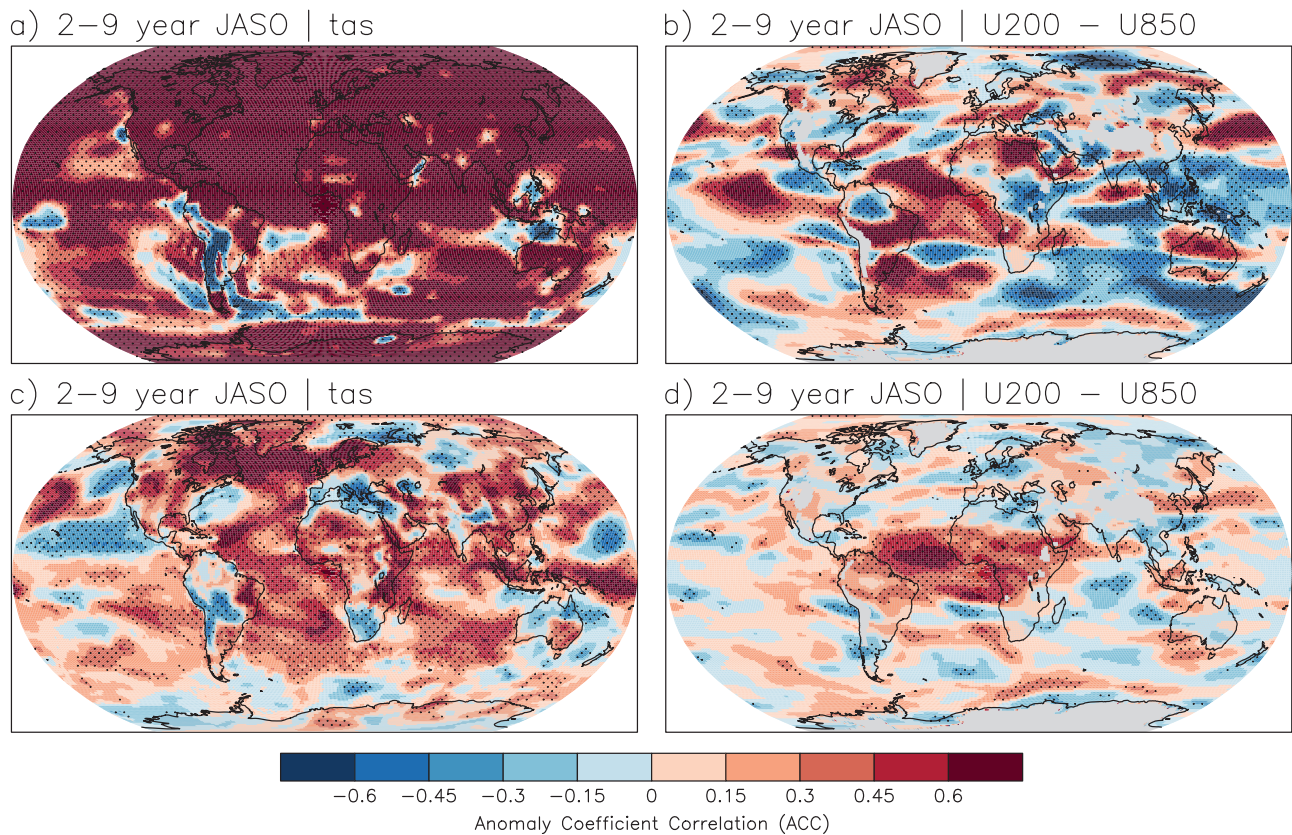 a) 2−9 year JASO | tas
b) 2−9 year JASO | U200 − U850
c) 2−9 year JASO | tas
d) 2−9 year JASO | U200 − U850
−0.6 −0.45 −0.3 −0.15 0 0.15 0.3 0.45 0.6
Anomaly Coefficient Correlation (ACC)